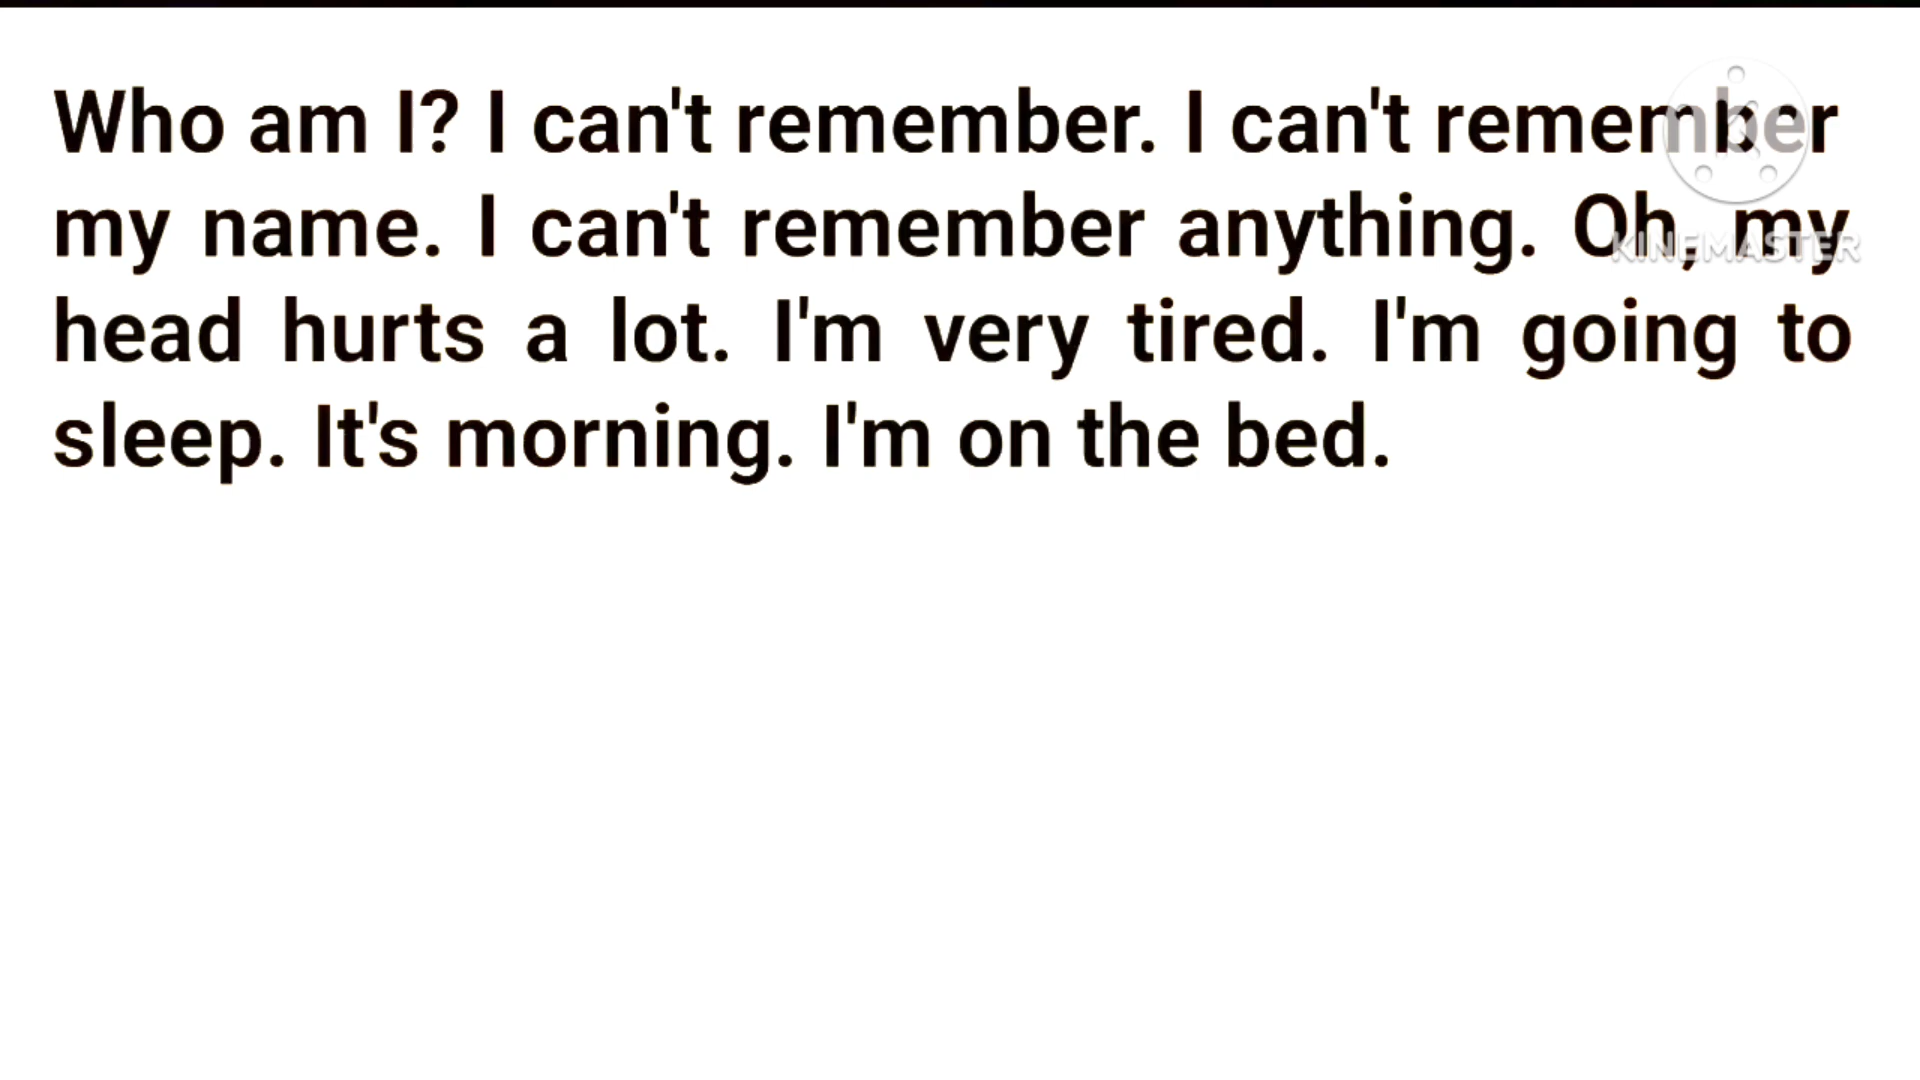 Who am I? I can't remember. I can't remember
my name. I can't remember anything. Oh, my
head hurts a lot. I'm very tired. I'm going to
sleep. It's morning. I'm on the bed.
KINEMASTER